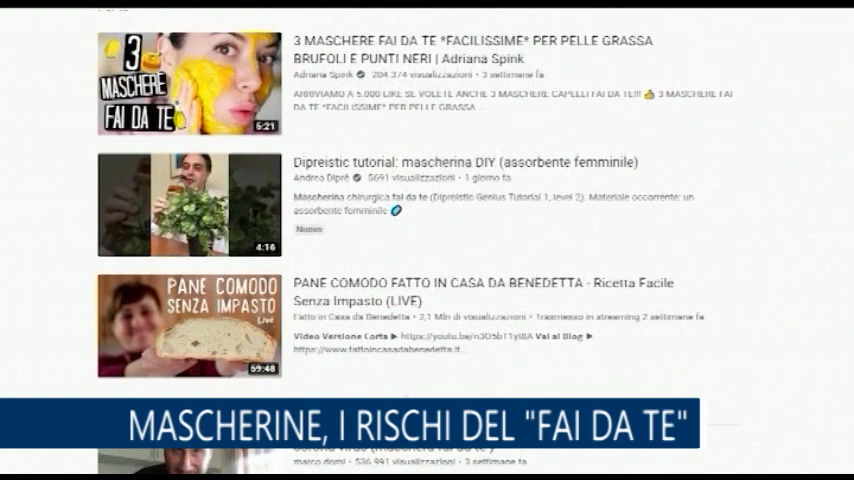 3 MASCHERE FAI DA TE *FACILISSIME* PER PELLE GRASSA
BRUFOLI E PUNTI NERI | Adriana Spink
Adriana Spink 204.374 visualizzazioni • 3 settimane fa
ARRIVIAMO A 5.000 LIKE SE VOLETE ANCHE 3 MASCHERE CAPELLI FAI DA TE!!! 👍 3 MASCHERE FAI
DA TE *FACILISSIME* PER PELLE GRASSA...
3
MASCHERE
FAI DA TE
6:21
Dipreistic tutorial: mascherina DIY (assorbente femminile)
Andrea Diprè 5691 visualizzazioni • 1 giorno fa
Mascherina chirurgica fai da te (Dipreistic Genius Tutorial 1, level 2). Materiale occorrente: un
assorbente femminile
Nuovo
4:16
PANE COMODO FATTO IN CASA DA BENEDETTA - Ricetta Facile
Senza Impasto (LIVE)
Fatto in Casa da Benedetta • 2,1 Mln di visualizzazioni • Trasmesso in streaming 2 settimane fa
Video Versione Corta ▶ Vai al Blog ▶
https://www.fattoincasadabenedetta.it...
PANE COMODO
SENZA IMPASTO
Live
59:48
MASCHERINE, I RISCHI DEL "FAI DA TE"
marco domi • 536.991 visualizzazioni • 3 settimane fa